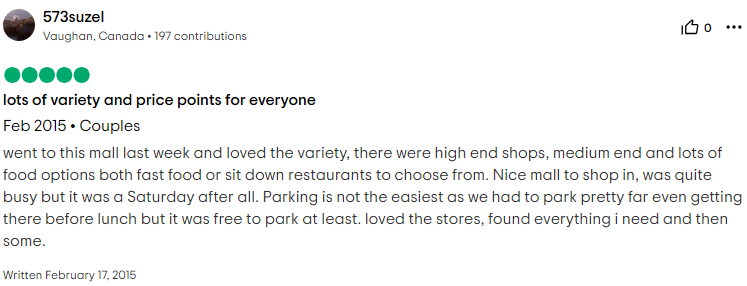 573suzel
Vaughan, Canada • 197 contributions
0
lots of variety and price points for everyone
Feb 2015 • Couples
went to this mall last week and loved the variety, there were high end shops, medium end and lots of
food options both fast food or sit down restaurants to choose from. Nice mall to shop in, was quite
busy but it was a Saturday after all. Parking is not the easiest as we had to park pretty far even getting
there before lunch but it was free to park at least. loved the stores, found everything i need and then
some.
Written February 17, 2015